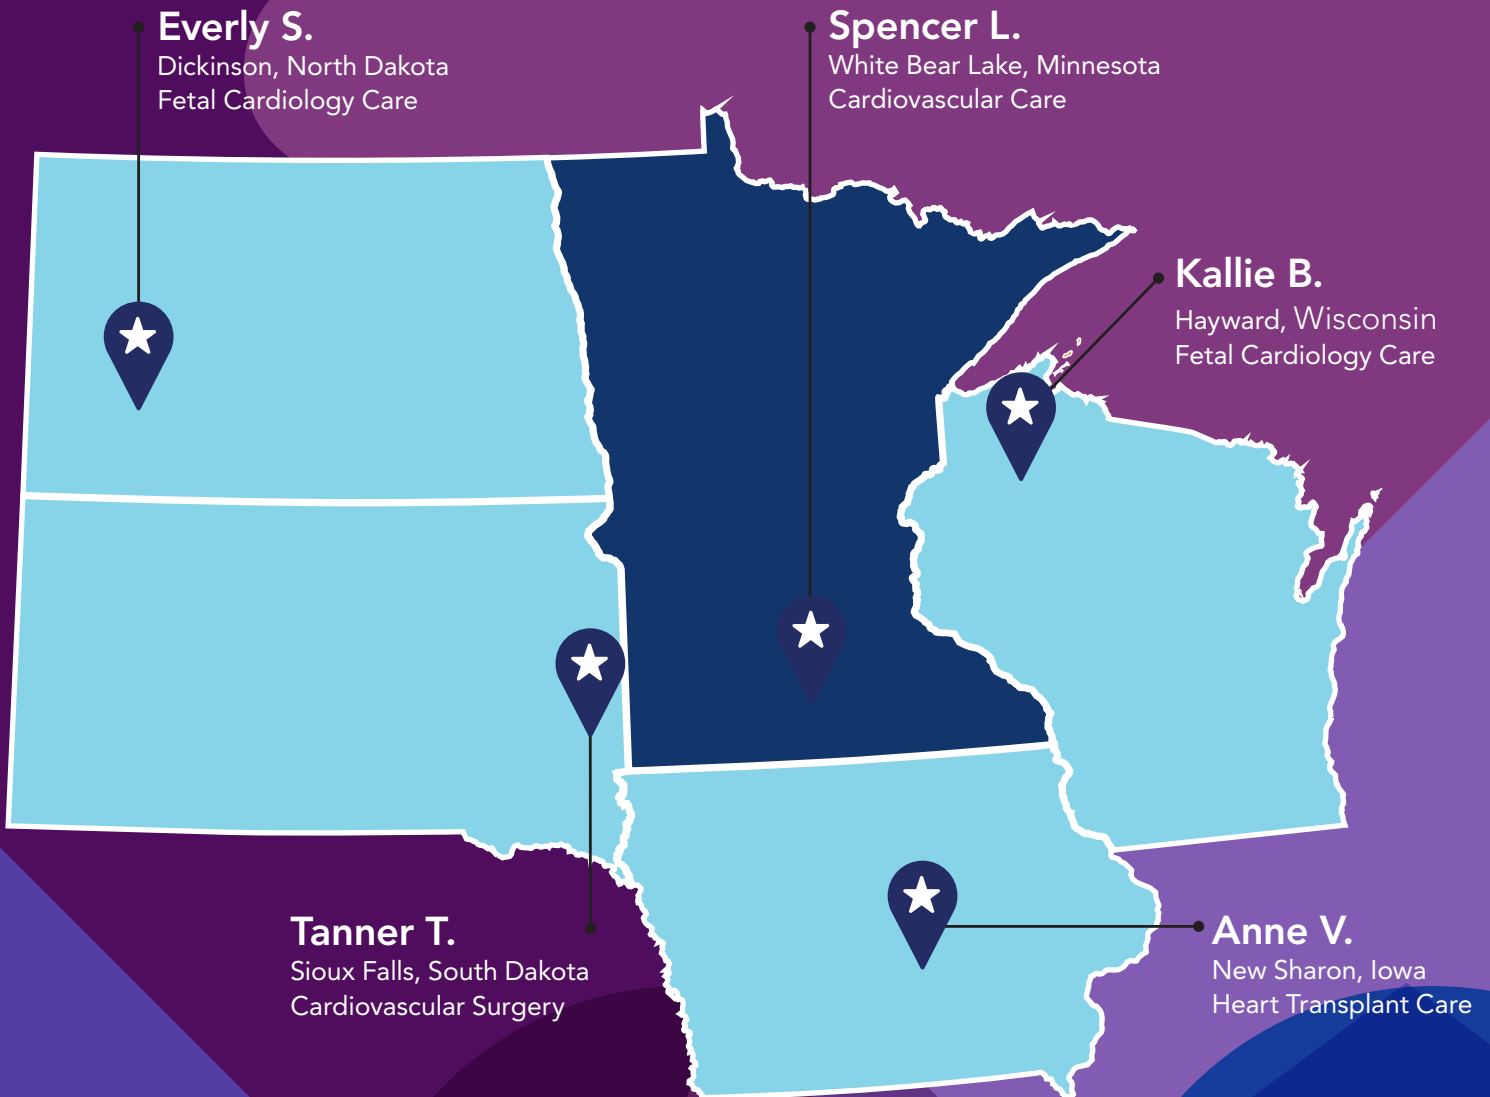 Everly S.
Dickinson, North Dakota
Fetal Cardiology Care
Spencer L.
White Bear Lake, Minnesota
Cardiovascular Care
Kallie B.
Hayward, Wisconsin
Fetal Cardiology Care
Tanner T.
Sioux Falls, South Dakota
Cardiovascular Surgery
Anne V.
New Sharon, Iowa
Heart Transplant Care